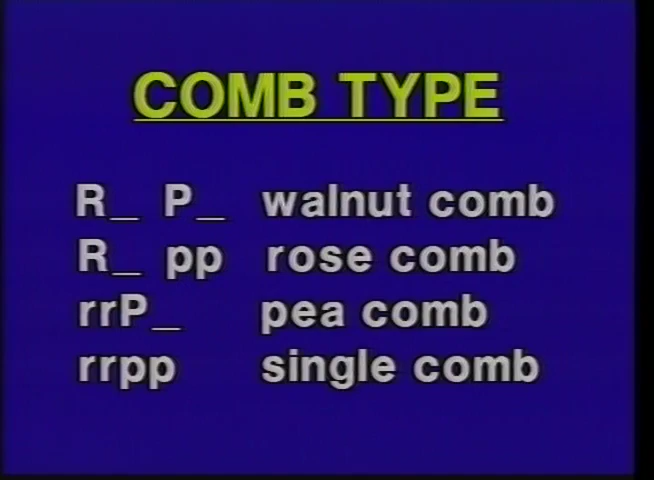 COMB TYPE
R_ P_ walnut comb
R_ pp rose comb
rrP_ pea comb
rrpp single comb